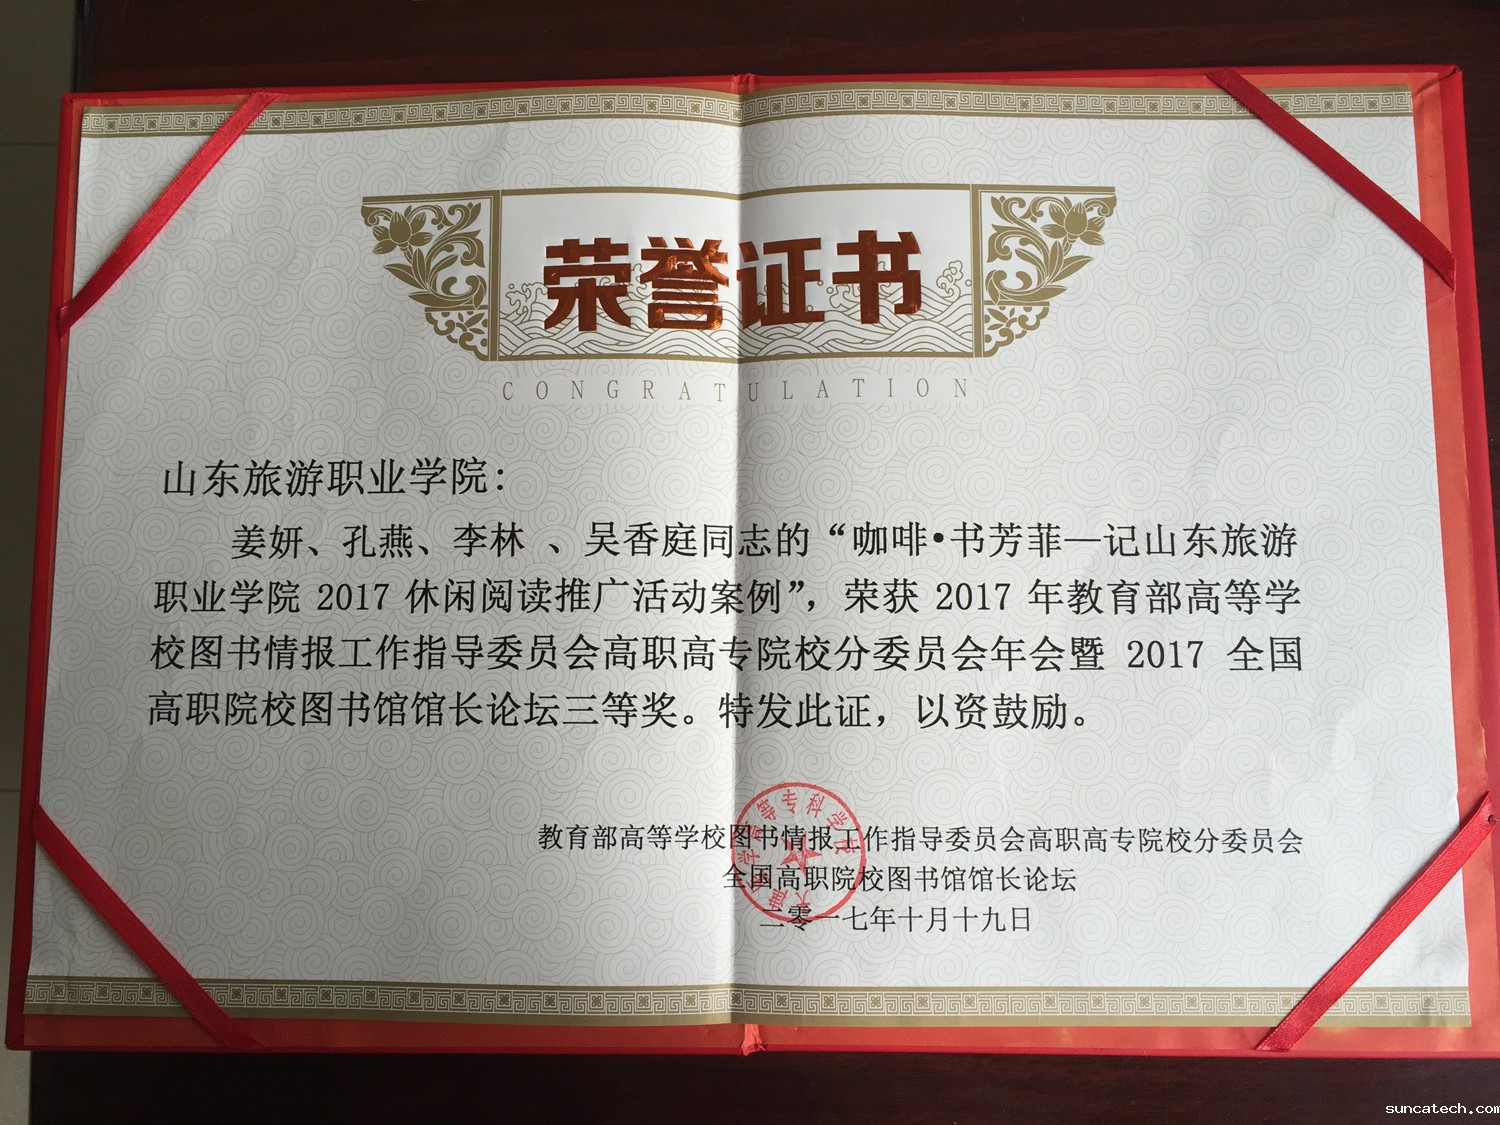 荣誉证书
CONGRATULATION
山东旅游职业学院：
姜妍、孔燕、李林 、吴香庭同志的“咖啡•书芳菲—记山东旅游
职业学院 2017 休闲阅读推广活动案例”，荣获 2017 年教育部高等学
校图书情报工作指导委员会高职高专院校分委员会年会暨 2017 全国
高职院校图书馆馆长论坛三等奖。特发此证，以资鼓励。
高等专科学校
教育部高等学校图书情报工作指导委员会高职高专院校分委员会
全国高职院校图书馆馆长论坛
二零一七年十月十九日
suncatech.com